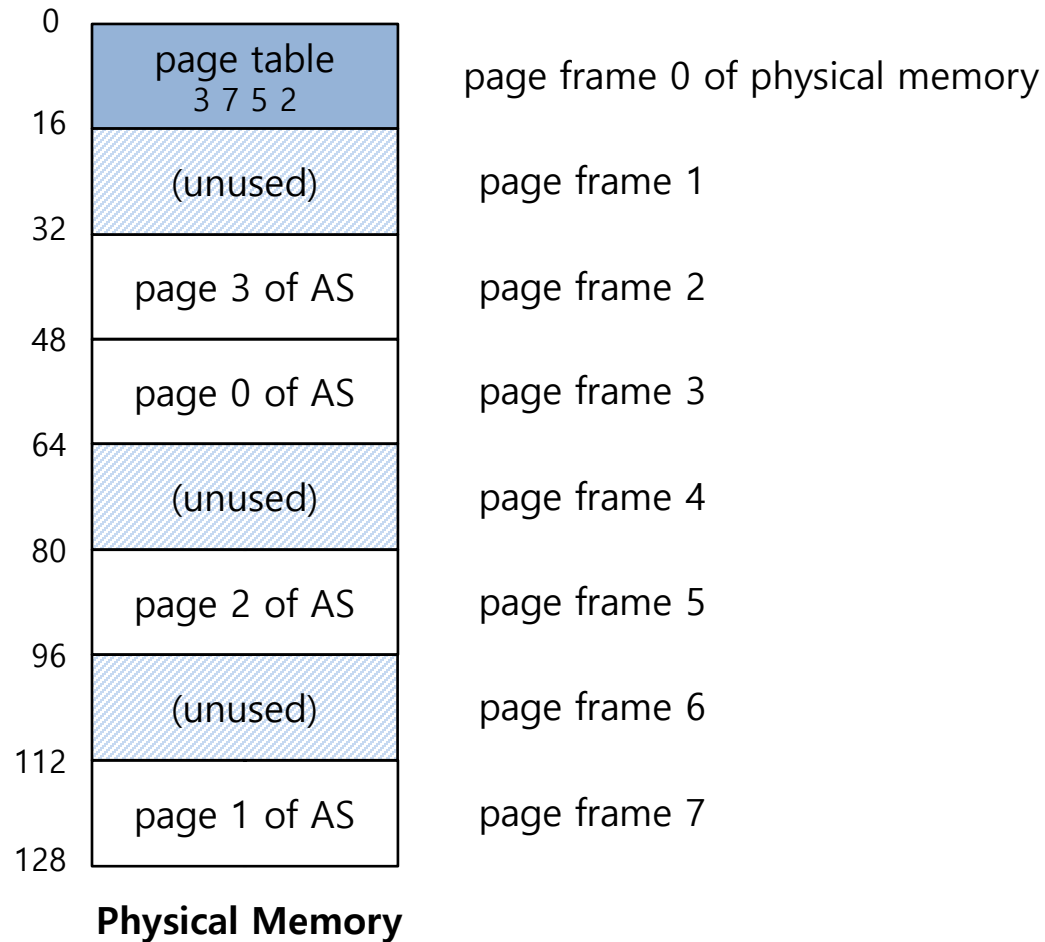 0
page table
3 7 5 2
page frame 0 of physical memory
16
(unused)
page frame 1
32
page 3 of AS
page frame 2
48
page 0 of AS
page frame 3
64
(unused)
page frame 4
80
page 2 of AS
page frame 5
96
(unused)
page frame 6
112
page 1 of AS
page frame 7
128
Physical Memory